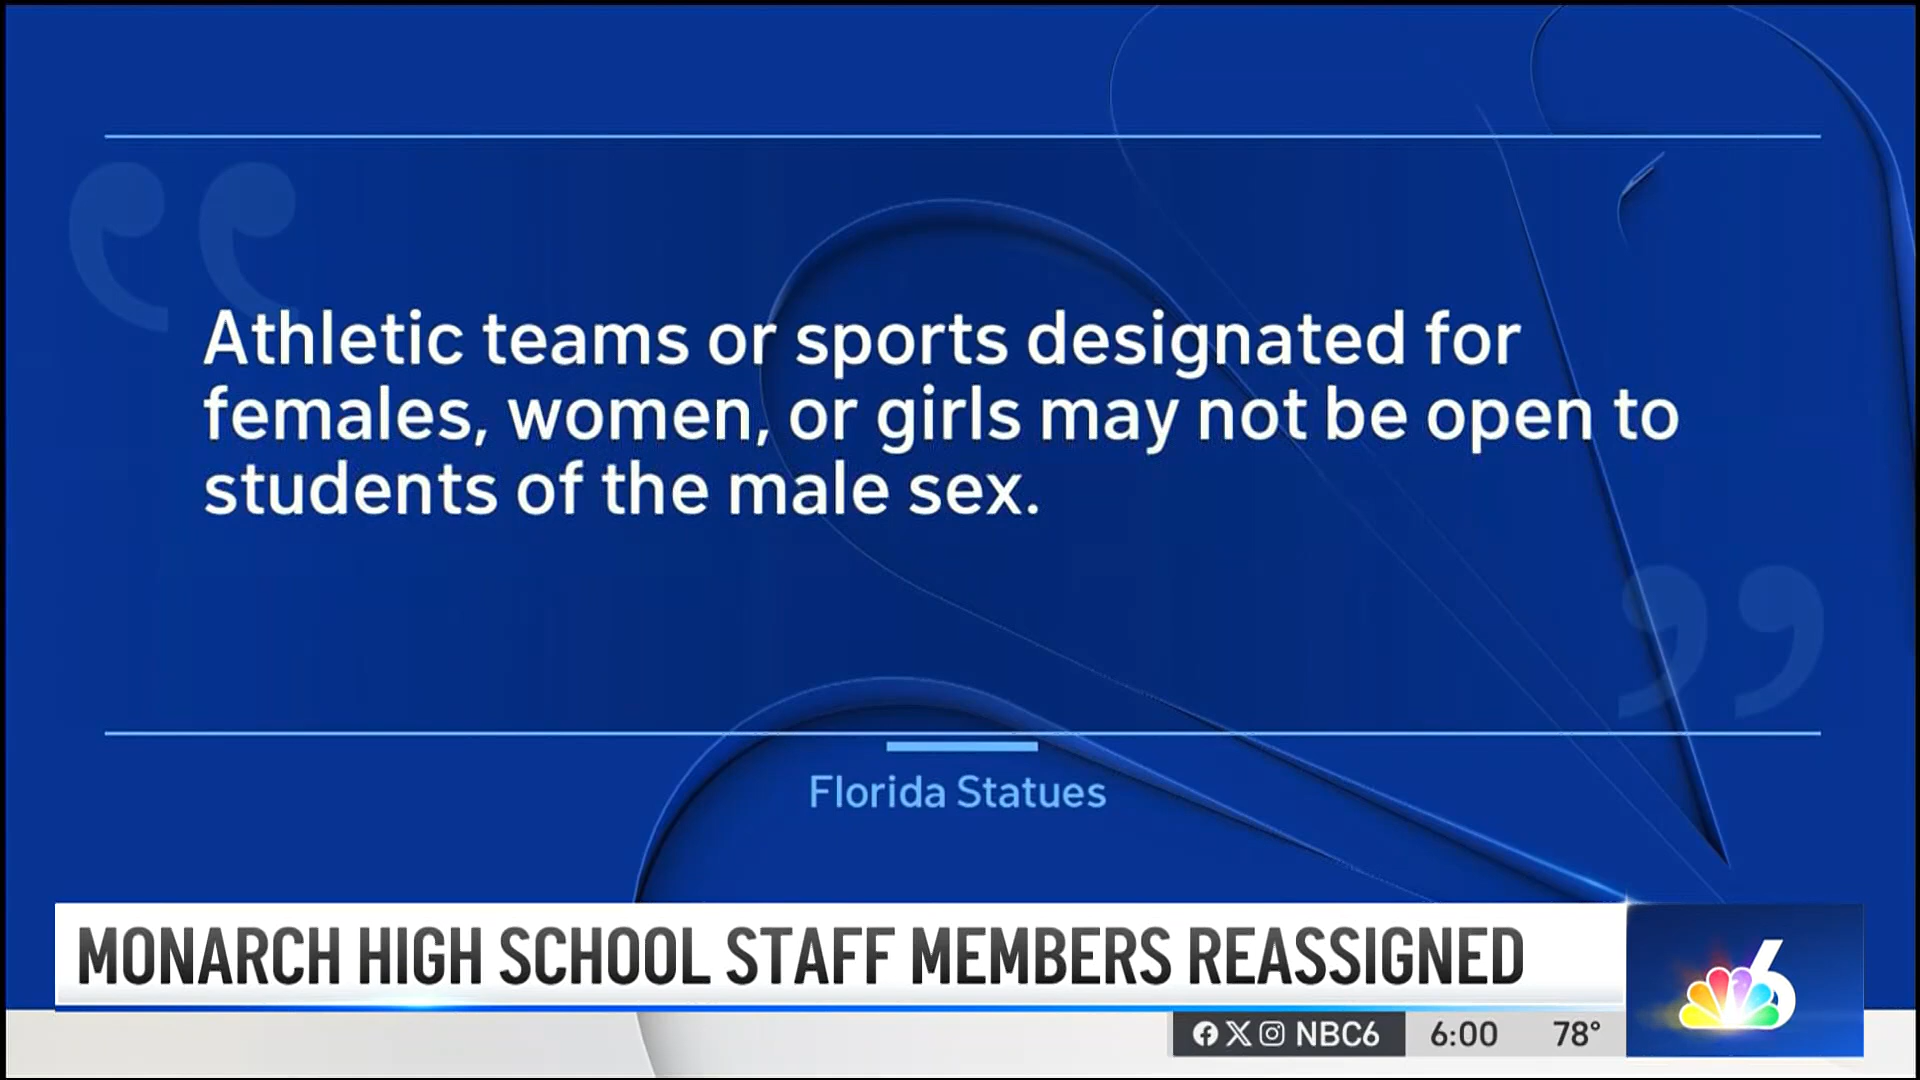 Athletic teams or sports designated for
females, women, or girls may not be open to
students of the male sex.
Florida Statues
MONARCH HIGH SCHOOL STAFF MEMBERS REASSIGNED
6
NBC6 6:00 78°